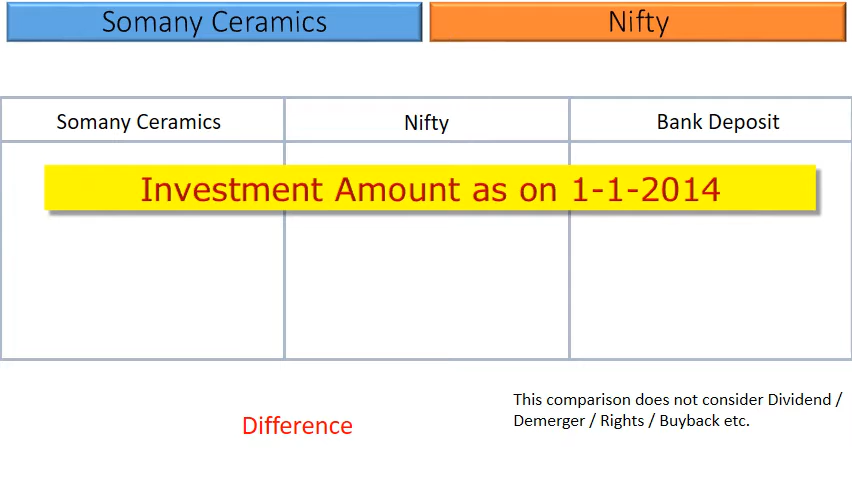 Somany Ceramics
Nifty
Somany Ceramics
Nifty
Bank Deposit
Investment Amount as on 1-1-2014
Difference
This comparison does not consider Dividend /
Demerger / Rights / Buyback etc.